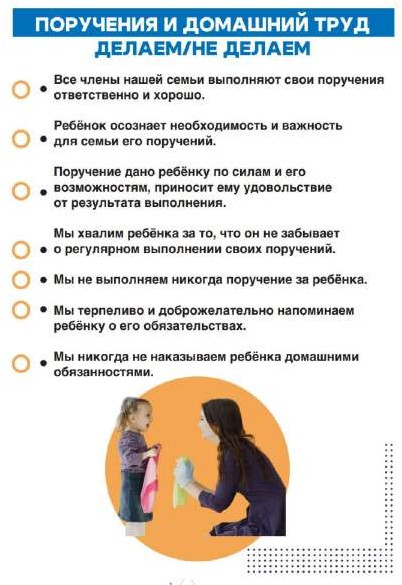 ПОРУЧЕНИЯ И ДОМАШНИЙ ТРУД
ДЕЛАЕМ/НЕ ДЕЛАЕМ
• Все члены нашей семьи выполняют свои поручения
ответственно и хорошо.
• Ребёнок осознает необходимость и важность
для семьи его поручений.
Поручение дано ребёнку по силам и его
• возможностям, приносит ему удовольствие
от результата выполнения.
Мы хвалим ребёнка за то, что он не забывает
• о регулярном выполнении своих поручений.
• Мы не выполняем никогда поручение за ребёнка.
• Мы терпеливо и доброжелательно напоминаем
ребёнку о его обязательствах.
• Мы никогда не наказываем ребёнка домашними
обязанностями.